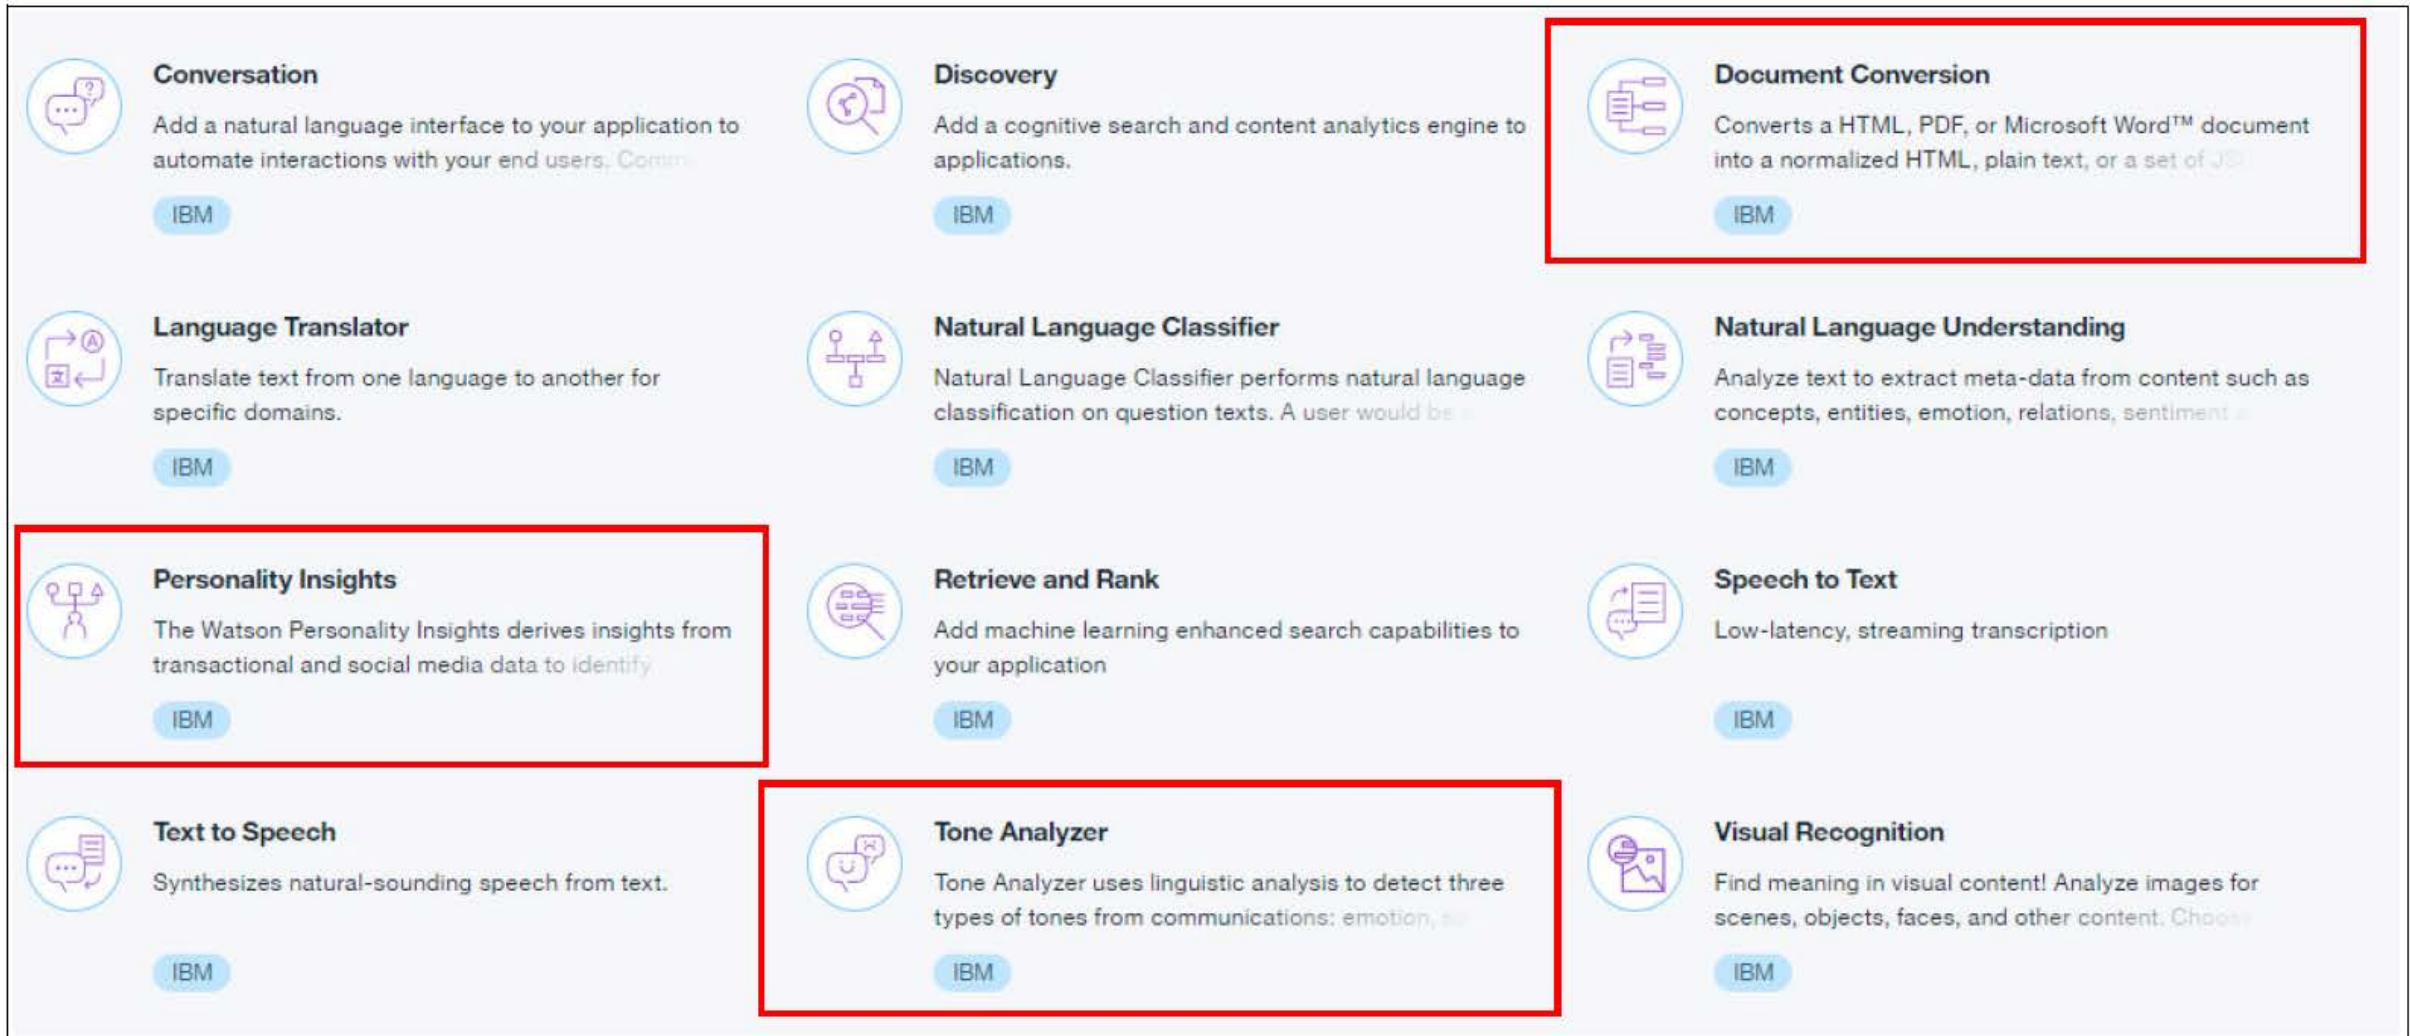 Conversation
Add a natural language interface to your application to
automate interactions with your end users. Comm
IBM
Discovery
Add a cognitive search and content analytics engine to
applications.
IBM
Document Conversion
Converts a HTML, PDF, or Microsoft Word™ document
into a normalized HTML, plain text, or a set of JS
IBM
Language Translator
Translate text from one language to another for
specific domains.
IBM
Natural Language Classifier
Natural Language Classifier performs natural language
classification on question texts. A user would be
IBM
Natural Language Understanding
Analyze text to extract meta-data from content such as
concepts, entities, emotion, relations, sentiment
IBM
Personality Insights
The Watson Personality Insights derives insights from
transactional and social media data to identify
IBM
Retrieve and Rank
Add machine learning enhanced search capabilities to
your application
IBM
Speech to Text
Low-latency, streaming transcription
IBM
Text to Speech
Synthesizes natural-sounding speech from text.
IBM
Tone Analyzer
Tone Analyzer uses linguistic analysis to detect three
types of tones from communications: emotion,
IBM
Visual Recognition
Find meaning in visual content! Analyze images for
scenes, objects, faces, and other content. Choos
IBM